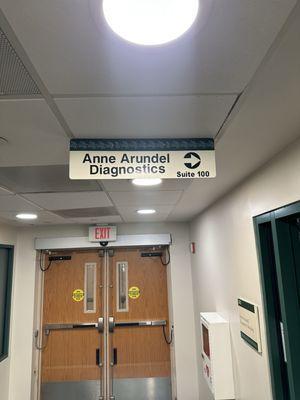 Anne Arundel
Diagnostics
Suite 100
EXIT